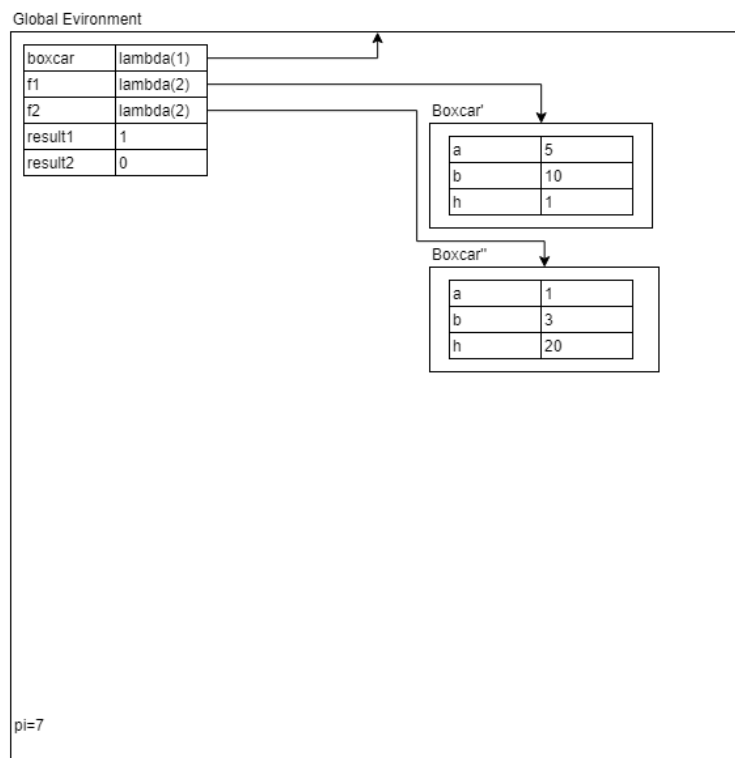 Global Evironment
boxcar lambda(1)
f1 lambda(2)
f2 lambda(2)
result1 1
result2 0
Boxcar'
a 5
b 10
h 1
Boxcar"
a 1
b 3
h 20
pi=7